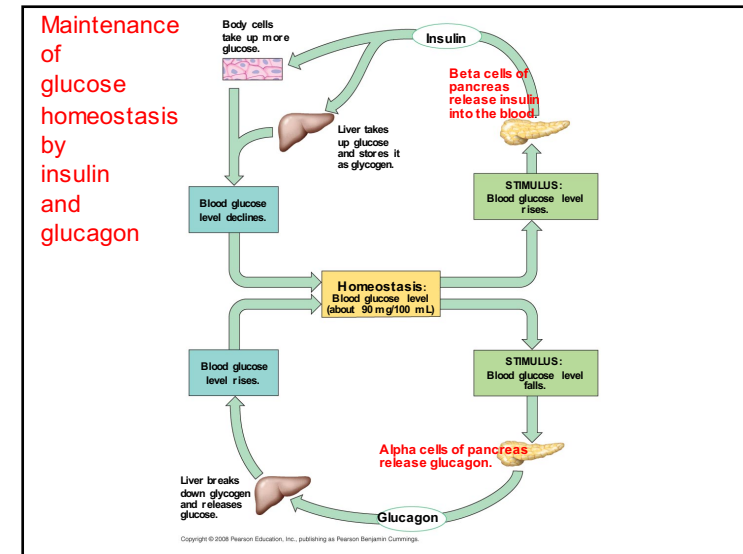 Maintenance
of
glucose
homeostasis
by
insulin
and
glucagon
Body cells
take up more
glucose.
Insulin
Beta cells of
pancreas
release insulin
into the blood.
Liver takes
up glucose
and stores it
as glycogen.
STIMULUS:
Blood glucose level
rises.
Blood glucose
level declines.
Homeostasis:
Blood glucose level
(about 90 mg/100 mL)
Blood glucose
level rises.
STIMULUS:
Blood glucose level
falls.
Alpha cells of pancreas
release glucagon.
Liver breaks
down glycogen
and releases
glucose.
Glucagon
Copyright © 2008 Pearson Education, Inc., publishing as Pearson Benjamin Cummings.